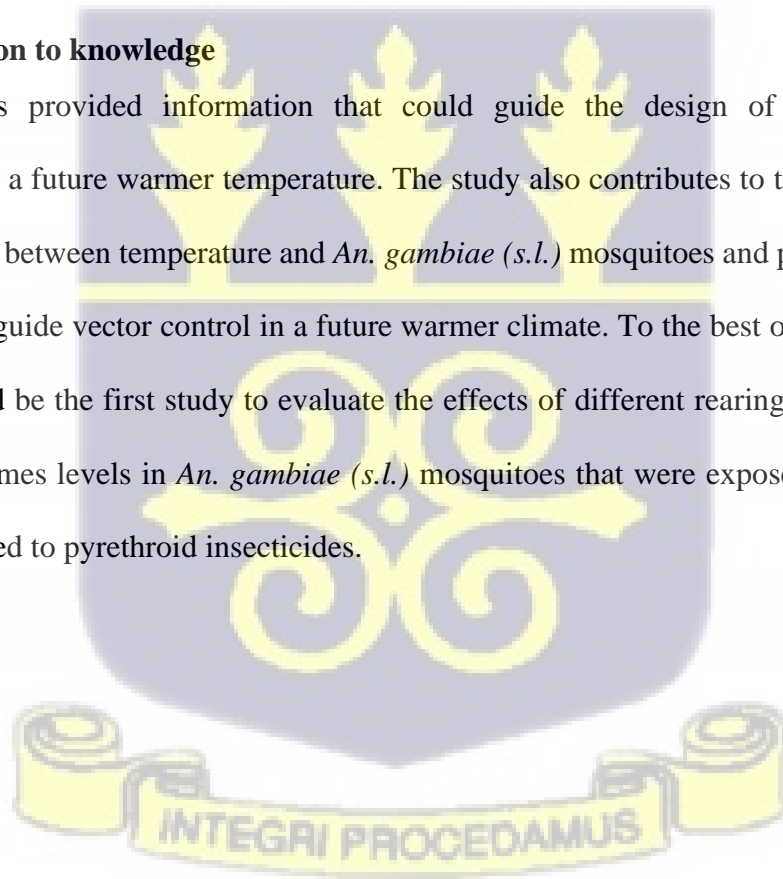 on to knowledge
s provided information that could guide the design of
a future warmer temperature. The study also contributes to t
between temperature and An. gambiae (s.l.) mosquitoes and p
guide vector control in a future warmer climate. To the best o
l be the first study to evaluate the effects of different rearing
mes levels in An. gambiae (s.l.) mosquitoes that were expose
ed to pyrethroid insecticides.
INTEGRI PROCEDAMUS